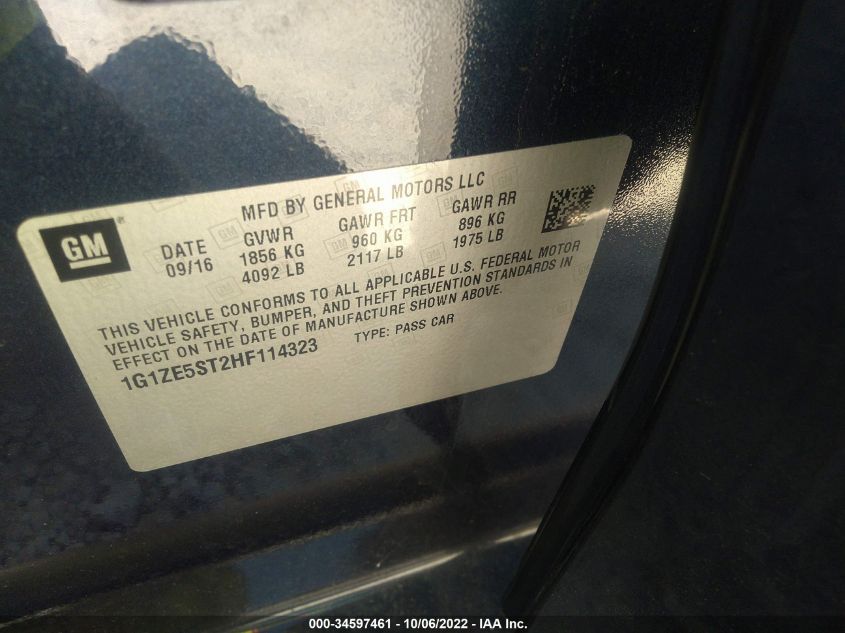 GM
MFD BY GENERAL MOTORS LLC
DATE GVWR GAWR FRT GAWR RR
09/16 1856 KG 960 KG 896 KG
4092 LB 2117 LB 1975 LB
THIS VEHICLE CONFORMS TO ALL APPLICABLE U.S. FEDERAL MOTOR
VEHICLE SAFETY, BUMPER, AND THEFT PREVENTION STANDARDS IN
EFFECT ON THE DATE OF MANUFACTURE SHOWN ABOVE.
1G1ZE5ST2HF114323 TYPE: PASS CAR
000-34597461 - 10/06/2022 - IAA Inc.